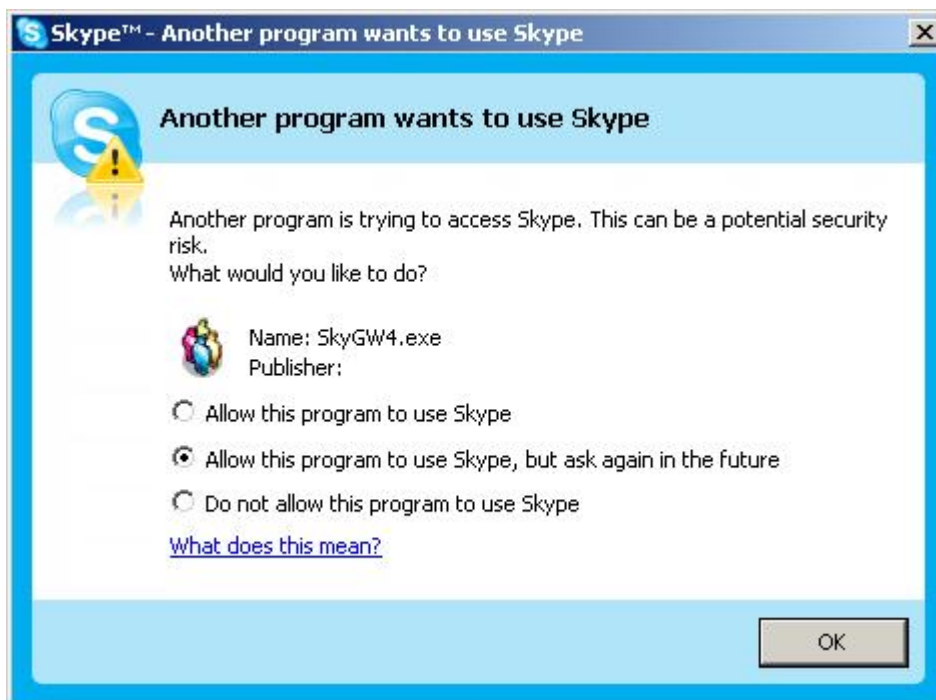 Skype™ - Another program wants to use Skype
Another program wants to use Skype
Another program is trying to access Skype. This can be a potential security
risk.
What would you like to do?
Name: SkyGW4.exe
Publisher:
Allow this program to use Skype
Allow this program to use Skype, but ask again in the future
Do not allow this program to use Skype
What does this mean?
OK